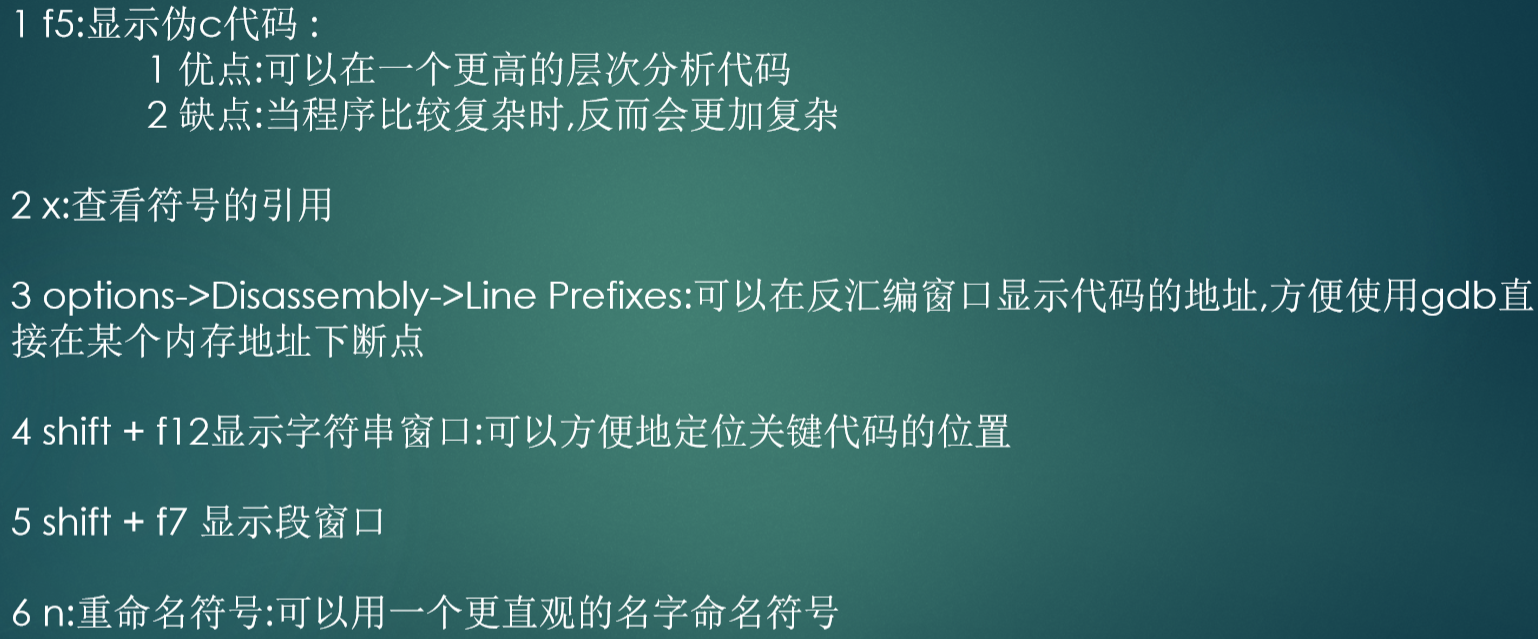 1 f5:显示伪c代码 :
1 优点:可以在一个更高的层次分析代码
2 缺点:当程序比较复杂时,反而会更加复杂
2 x:查看符号的引用
3 options->Disassembly->Line Prefixes:可以在反汇编窗口显示代码的地址,方便使用gdb直
接在某个内存地址下断点
4 shift + f12显示字符串窗口:可以方便地定位关键代码的位置
5 shift + f7 显示段窗口
6 n:重命名符号:可以用一个更直观的名字命名符号